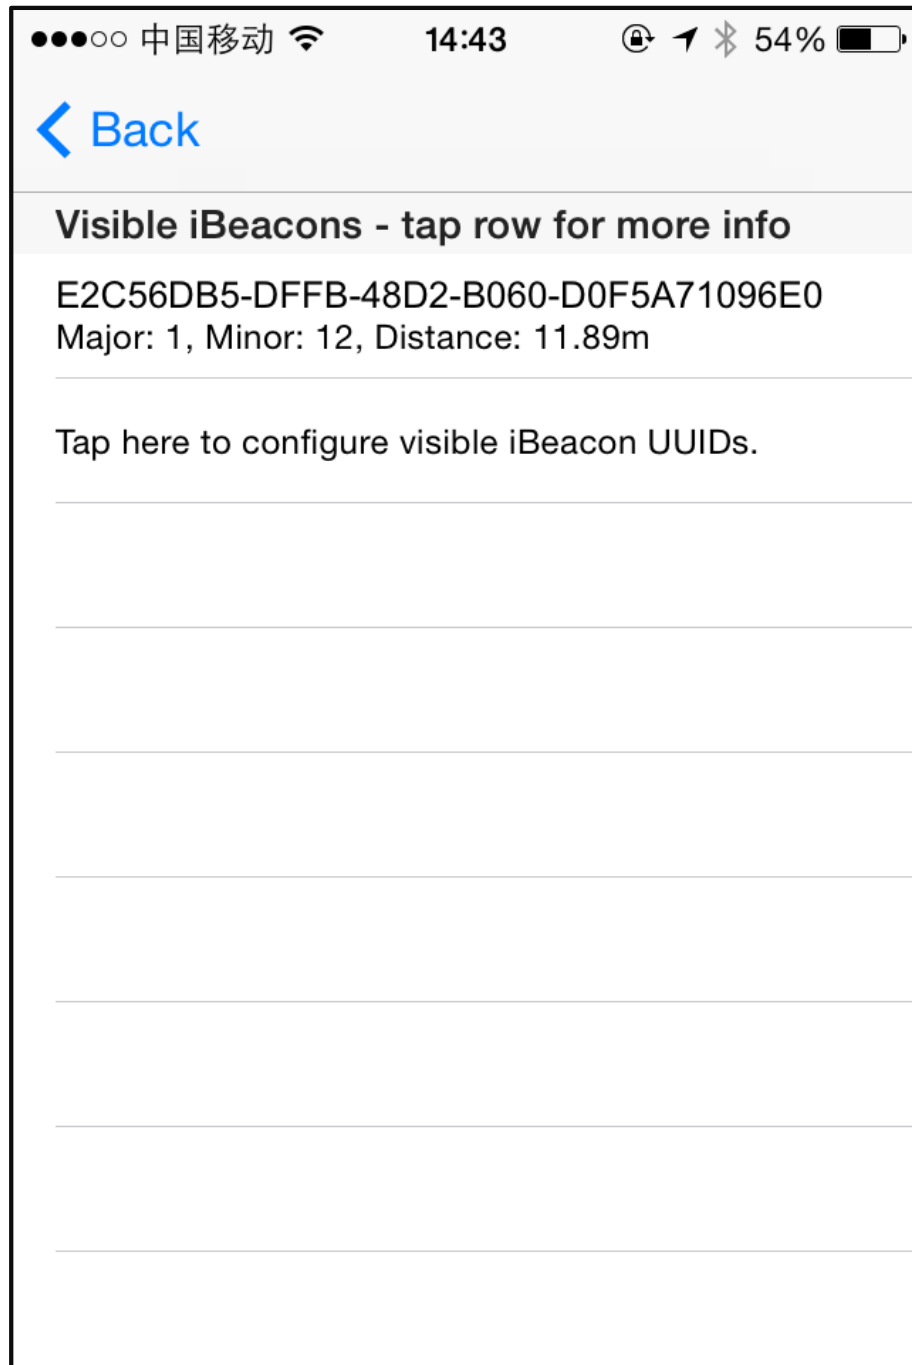 中国移动 14:43 54%
Back
Visible iBeacons - tap row for more info
E2C56DB5-DFFB-48D2-B060-D0F5A71096E0
Major: 1, Minor: 12, Distance: 11.89m
Tap here to configure visible iBeacon UUIDs.